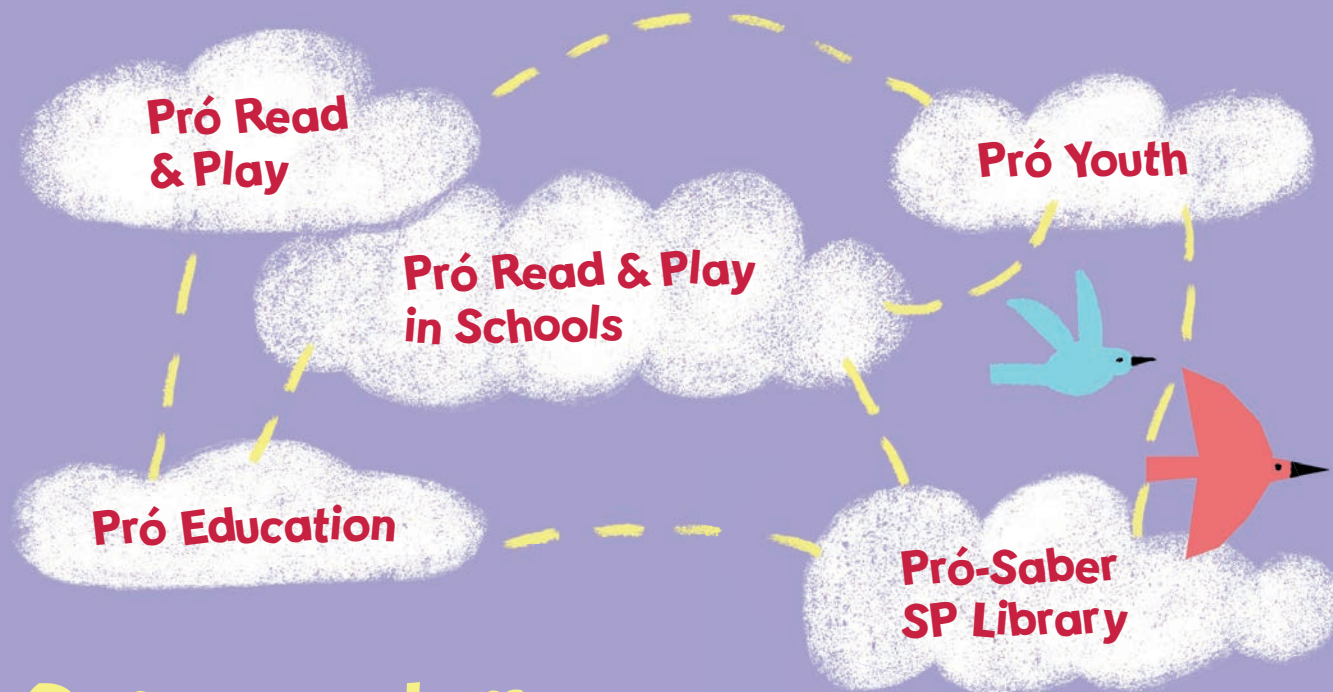 Pró Read
& Play
Pró Youth
Pró Read & Play
in Schools
Pró Education
Pró-Saber
SP Library